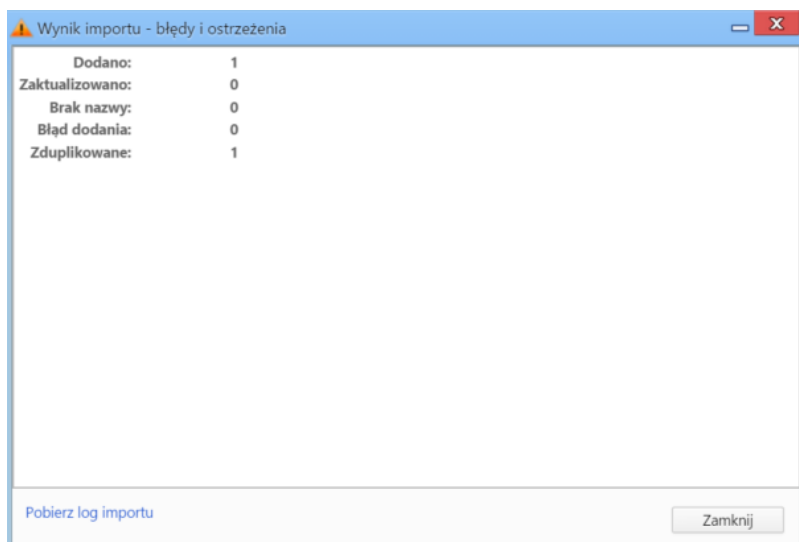 Wynik importu - błędy i ostrzeżenia
Dodano: 1
Zaktualizowano: 0
Brak nazwy: 0
Błąd dodania: 0
Zduplikowane: 1
Pobierz log importu
Zamknij